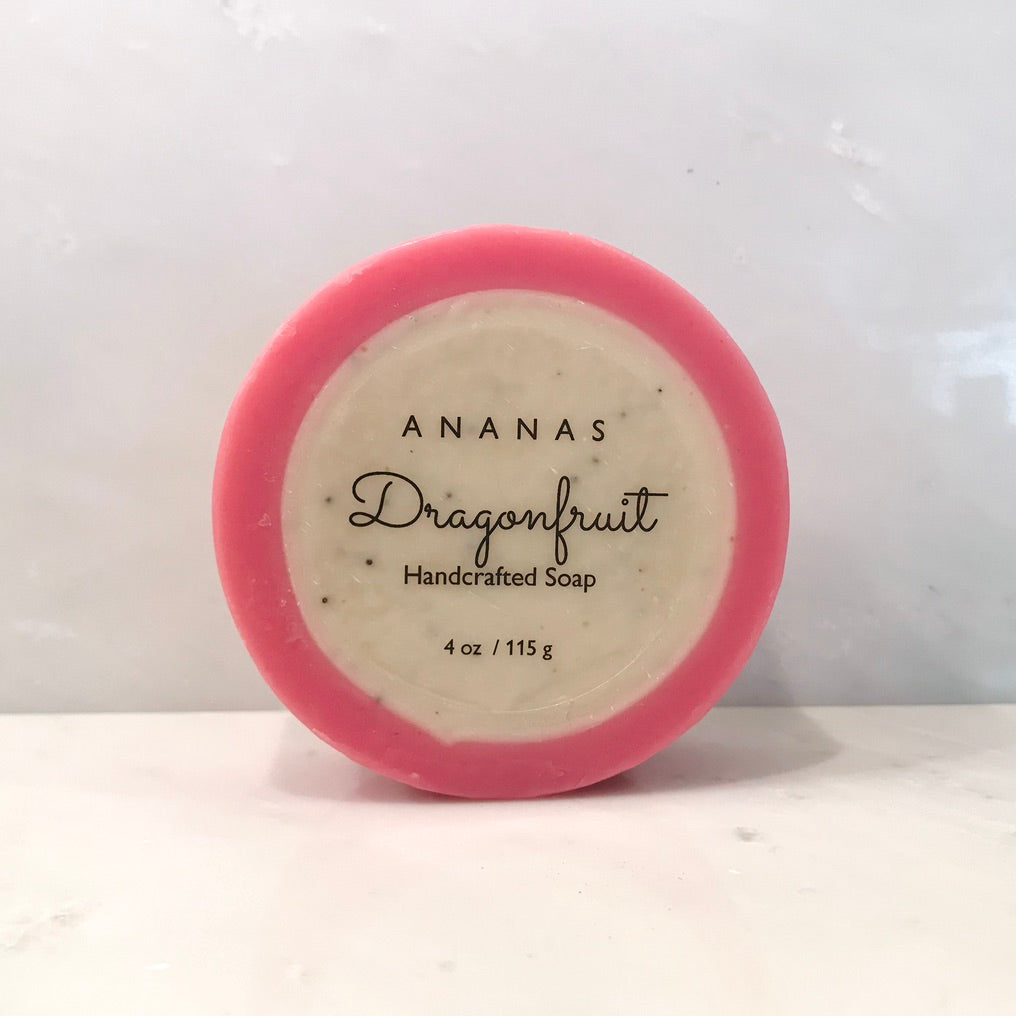 ANANAS
Dragonfruit
Handcrafted Soap
4 oz / 115 g